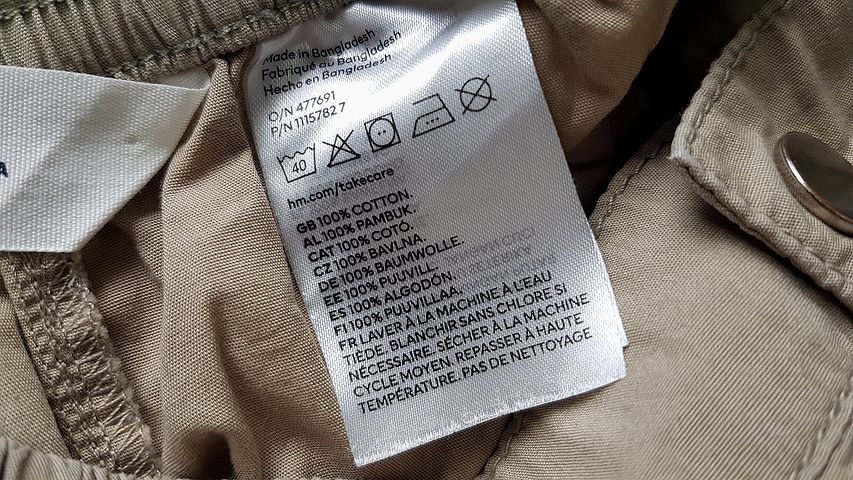 Made in Bangladesh
Fabriqué au Bangladesh
Hecho en Bangladesh
O/N 477691
P/N 1115782 7
40
hm.com/takecare
GB 100% COTTON.
AL 100% PAMBUK.
CAT 100% COTÓ.
CZ 100% BAVLNA
DE 100% BAUMWOLLE.
EE 100% PUUVILL
ES 100% ALGODÓN.
FI 100% PUUVILLAA.
FR LAVER À LA MACHINE À L'EAU
TIÈDE. BLANCHIR SANS CHLORE SI
NÉCESSAIRE. SÉCHER À LA MACHINE
CYCLE MOYEN. REPASSER À HAUTE
TEMPÉRATURE. PAS DE NETTOYAGE
A